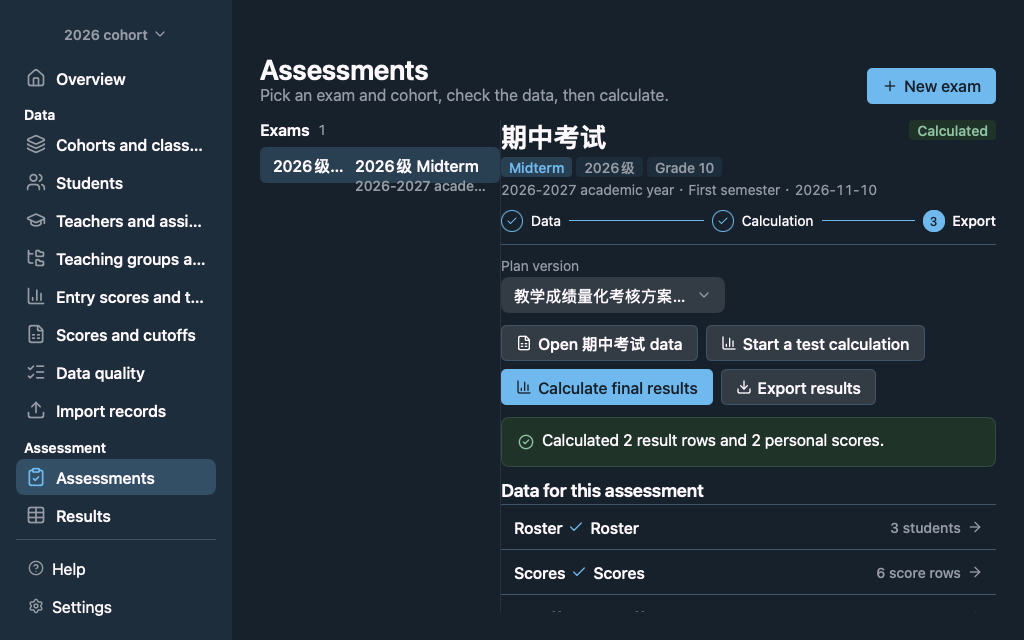 2026 cohort
Overview
Data
Cohorts and class...
Students
Teachers and assi...
Teaching groups a...
Entry scores and t...
Scores and cutoffs
Data quality
Import records
Assessment
Assessments
Results
Help
Settings
Assessments
Pick an exam and cohort, check the data, then calculate.
+ New exam
Exams 1
2026级... 2026级 Midterm
2026-2027 acade...
期中考试
Calculated
Midterm 2026级 Grade 10
2026-2027 academic year · First semester · 2026-11-10
Data Calculation 3 Export
Plan version
教学成绩量化考核方案...
Open 期中考试 data Start a test calculation
Calculate final results Export results
Calculated 2 result rows and 2 personal scores.
Data for this assessment
Roster Roster 3 students
Scores Scores 6 score rows